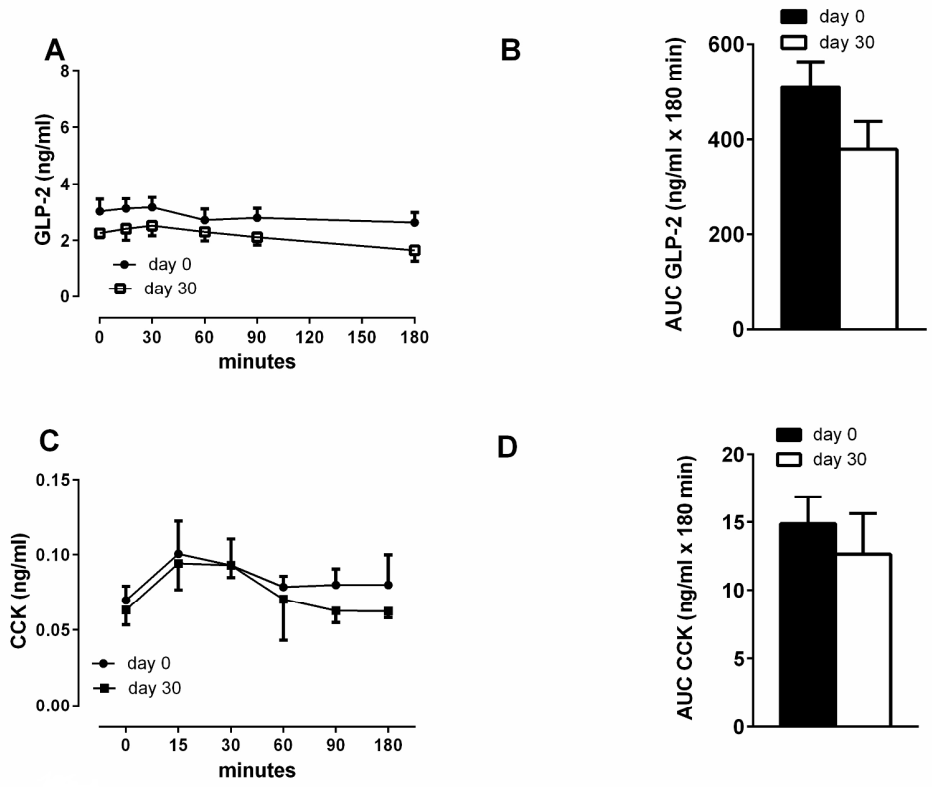 A
GLP-2 (ng/ml)
8
6
4
2
0
day 0
day 30
0 30 60 90 120 150 180
minutes
B
day 0
day 30
AUC GLP-2 (ng/ml x 180 min)
600
400
200
0
C
CCK (ng/ml)
0.15
0.10
0.05
0.00
day 0
day 30
0 15 30 60 90 180
minutes
D
day 0
day 30
AUC CCK (ng/ml x 180 min)
20
15
10
5
0